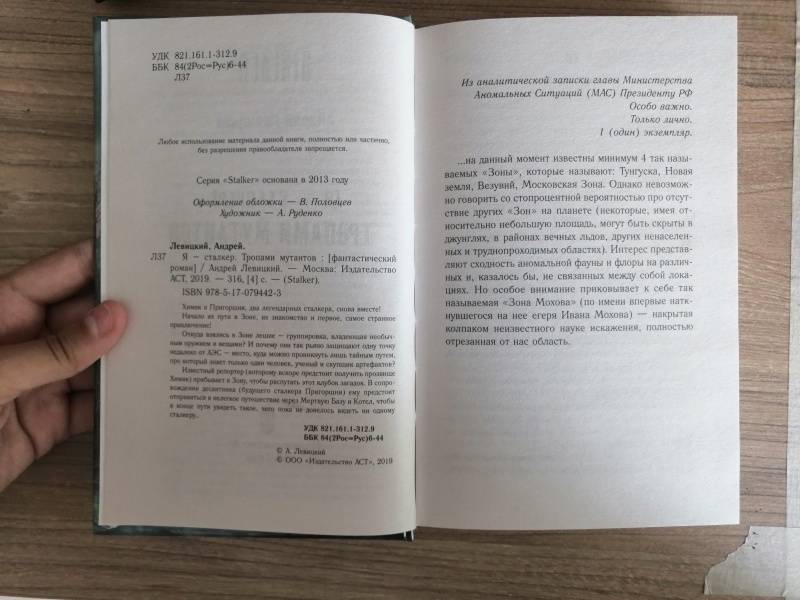 УДК 821.161.1-312.9
ББК 84(2Рос=Рус)6-44
Л37
Любое использование материала данной книги, полностью или частично,
без разрешения правообладателя запрещается.
Серия «Stalker» основана в 2013 году
Оформление обложки — В. Половцев
Художник — А. Руденко
Левицкий, Андрей.
Л37 Я – сталкер. Тропами мутантов : [фантастический
роман] / Андрей Левицкий. — Москва: Издательство
АСТ, 2019. — 316, [4] с. — (Stalker).
ISBN 978-5-17-079442-3
Химик и Пригоршня, два легендарных сталкера, снова вместе!
Начало их пути в Зоне, их знакомство и первое, самое странное
приключение!
Откуда взялись в Зоне лешие – группировка, владеющая необыч-
ным оружием и вещами? И почему они так рьяно защищают одну точку
недалеко от АЭС – место, куда можно проникнуть лишь тайным путем,
про который знает только один человек, ученый и скупщик артефактов?
Известный репортер (которому вскоре предстоит получить прозвище
Химик) прибывает в Зону, чтобы распутать этот клубок загадок. В сопро-
вождении десантника (будущего сталкера Пригоршни) ему предстоит
отправиться в нелегкое путешествие через Мертвую Базу и Котел, чтобы
в конце пути увидеть такое, чего пока не довелось видеть ни одному
сталкеру...
УДК 821.161.1-312.9
ББК 84(2Рос=Рус)6-44
© А. Левицкий
© ООО «Издательство АСТ», 2019
Из аналитической записки главы Министерства
Аномальных Ситуаций (МАС) Президенту РФ
Особо важно.
Только лично.
1 (один) экземпляр.
...на данный момент известны минимум 4 так назы-
ваемых «Зоны», которые называют: Тунгуска, Новая
земля, Везувий, Московская Зона. Однако невозмож-
но говорить со стопроцентной вероятностью про отсу-
тствие других «Зон» на планете (некоторые, имея от-
носительно небольшую площадь, могут быть скрыты в
джунглях, в районах вечных льдов, других ненаселен-
ных и труднопроходимых областях). Интерес представ-
ляют сходность аномальной фауны и флоры на различ-
ных и, казалось бы, не связанных между собой лока-
циях. Но особое внимание приковывает к себе так
называемая «Зона Мохова» (по имени впервые натк-
нувшегося на нее егеря Ивана Мохова) — накрытая
колпаком неизвестного науке искажения, полностью
отрезанная от нас область.